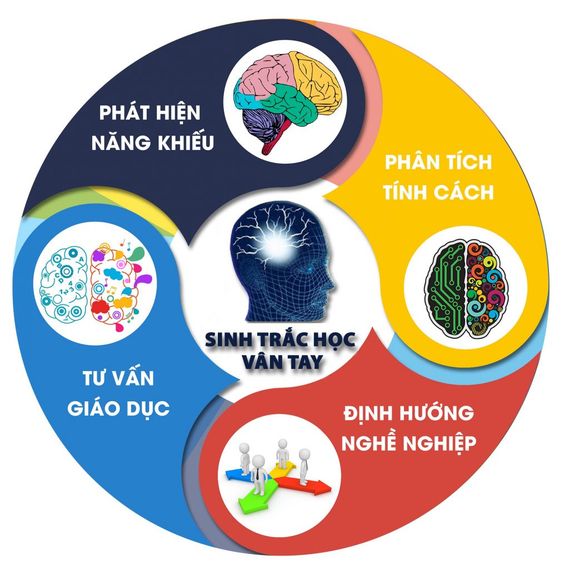 PHÁT HIỆN
NĂNG KHIẾU
PHÂN TÍCH
TÍNH CÁCH
SINH TRẮC HỌC
VÂN TAY
TƯ VẤN
GIÁO DỤC
ĐỊNH HƯỚNG
NGHỀ NGHIỆP